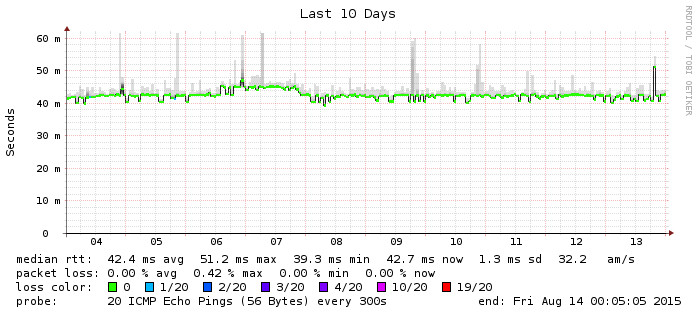 Last 10 Days
RRDTOOL / TOBI OETIKER
Seconds
60 m
50 m
40 m
30 m
20 m
10 m
0
04 05 06 07 08 09 10 11 12 13
median rtt: 42.4 ms avg 51.2 ms max 39.3 ms min 42.7 ms now 1.3 ms sd 32.2 am/s
packet loss: 0.00 % avg 0.42 % max 0.00 % min 0.00 % now
loss color: 0 1/20 2/20 3/20 4/20 10/20 19/20
probe: 20 ICMP Echo Pings (56 Bytes) every 300s end: Fri Aug 14 00:05:05 2015